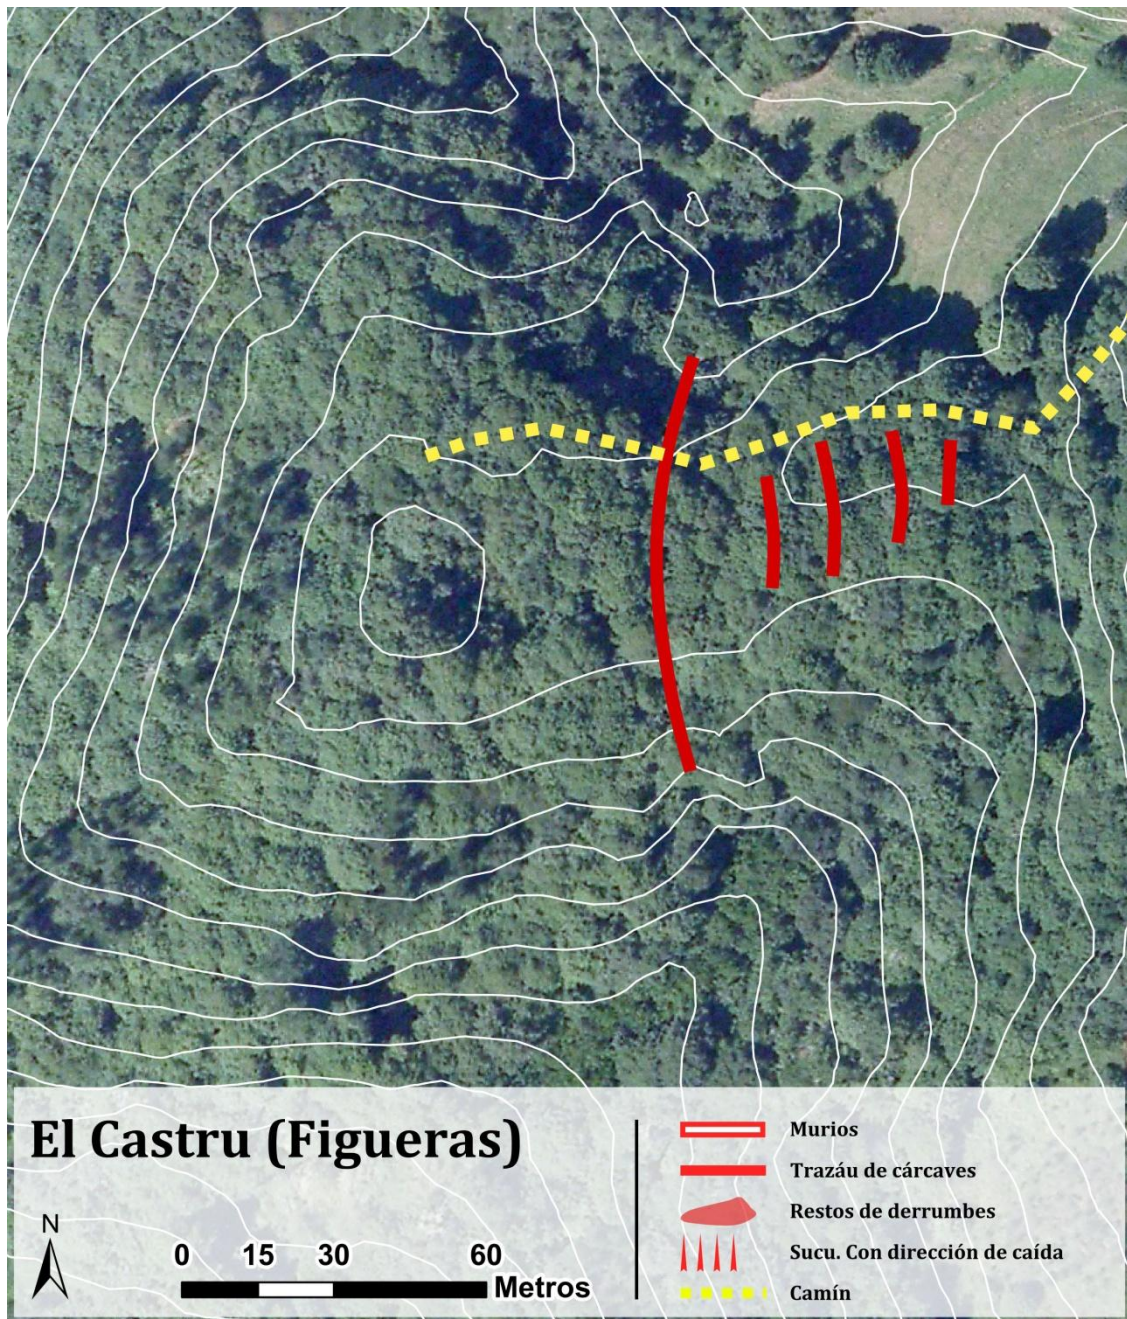 El Castru (Figueras)
N
0 15 30 60
Metros
Murios
Trazáu de cárcaves
Restos de derrumbes
Sucu. Con dirección de caída
Camín